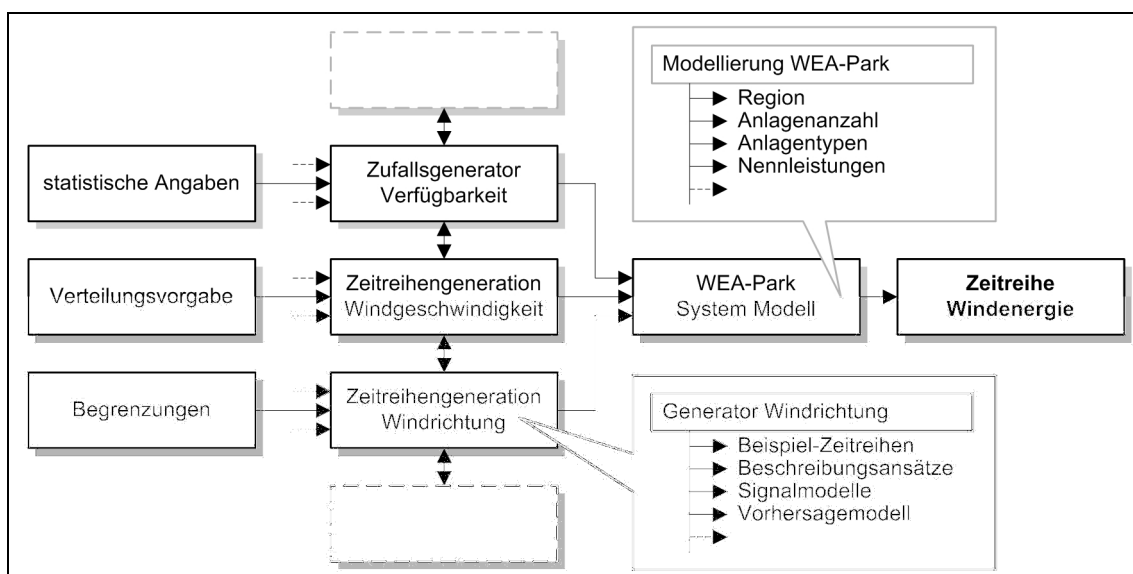 Modellierung WEA-Park
Region
Anlagenanzahl
Anlagentypen
Nennleistungen
statistische Angaben
Zufallsgenerator
Verfügbarkeit
Verteilungsvorgabe
Zeitreihengeneration
Windgeschwindigkeit
WEA-Park
System Modell
Zeitreihe
Windenergie
Begrenzungen
Zeitreihengeneration
Windrichtung
Generator Windrichtung
Beispiel-Zeitreihen
Beschreibungsansätze
Signalmodelle
Vorhersagemodell